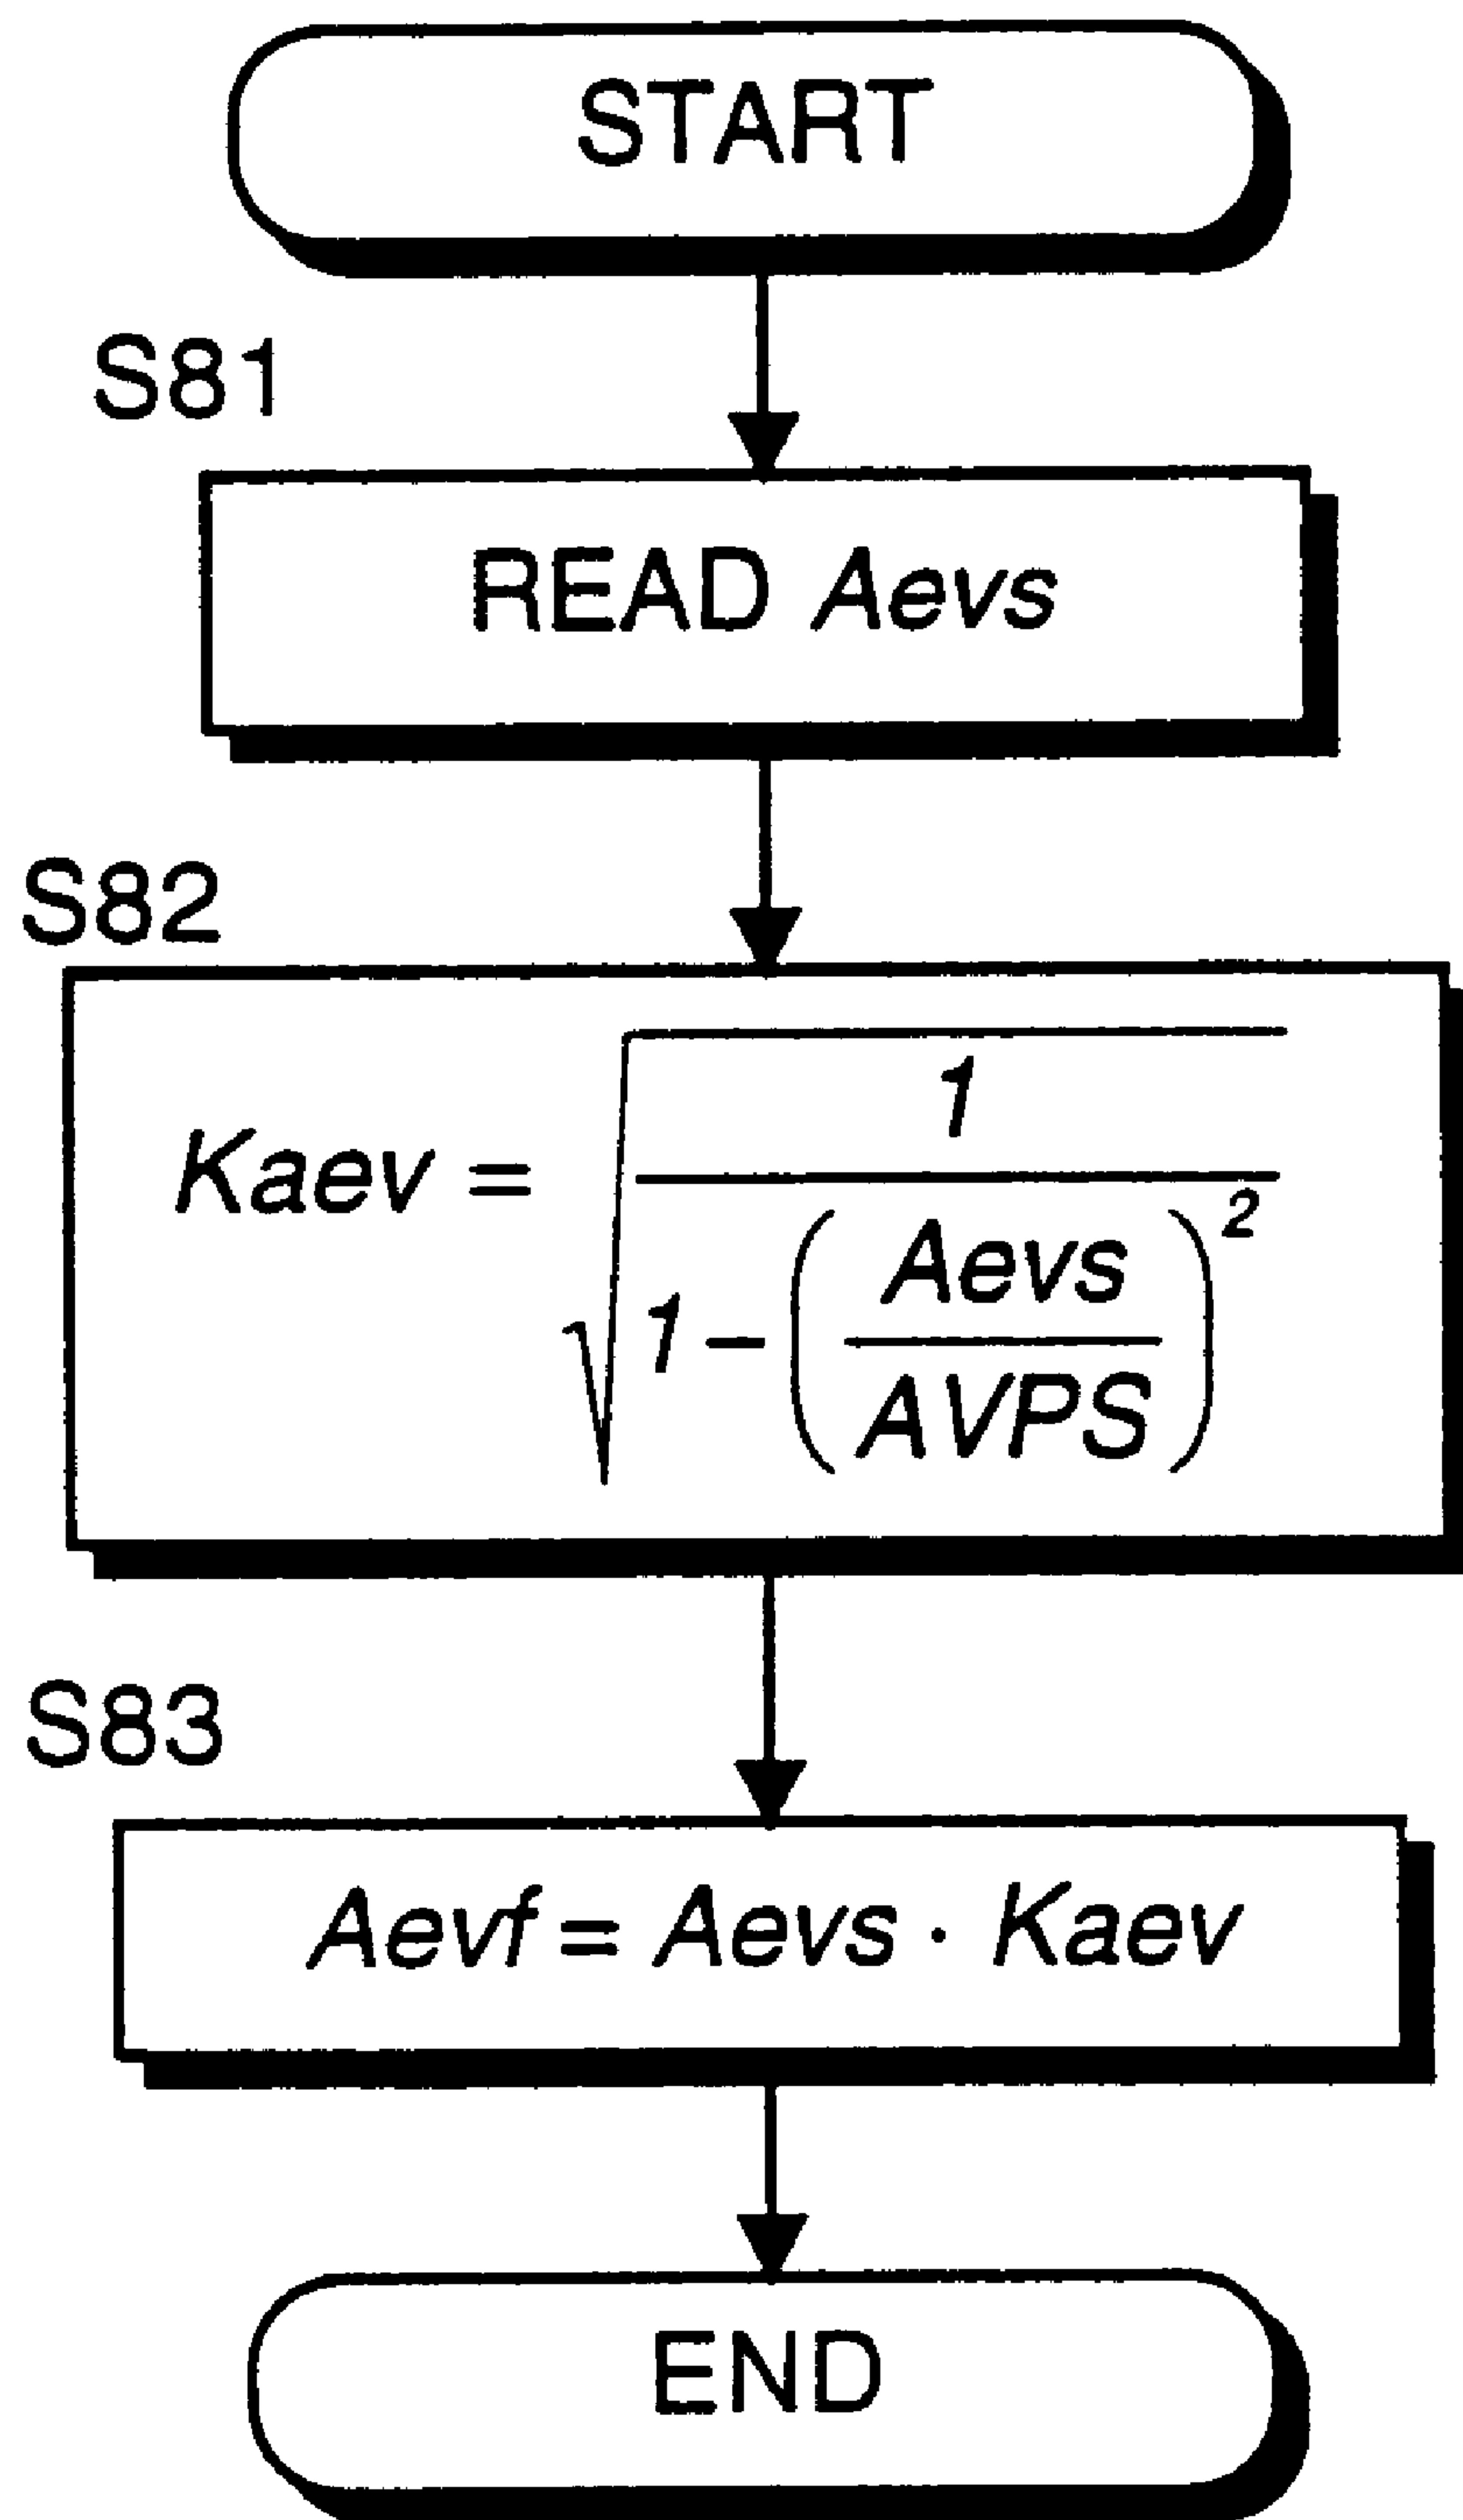 START
S81
READ Aevs
S82
Kaev = √(1 / (1 - (Aevs / AVPS)²))
S83
Aevf = Aevs · Kaev
END